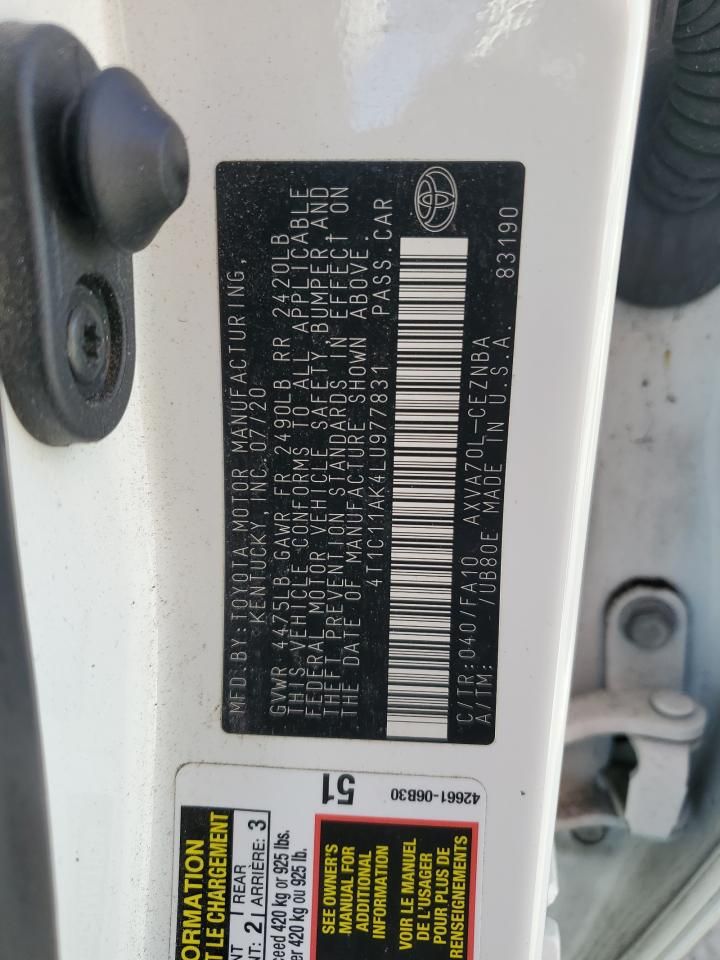 MFD.BY:TOYOTA MOTOR MANUFACTURING,
KENTUCKY, INC. 07/20
GVWR 4475LB GAWR FR 2490LB RR 2420LB
THIS VEHICLE CONFORMS TO ALL APPLICABLE
FEDERAL MOTOR VEHICLE SAFETY, BUMPER, AND
THEFT PREVENTION STANDARDS IN EFFECT ON
THE DATE OF MANUFACTURE SHOWN ABOVE.
4T1C11AK4LU977831 PASS.CAR
C/TR:040/FA10 AXVA70L-CEZNBA
A/TM: /UB80E MADE IN U.S.A. 83190
ORMATION
T LE CHARGEMENT
NT 2 REAR 3
NT: ARRIÈRE:
ceed 420 kg or 925 lbs.
er 420 kg ou 925 lb.
51
42661-06B30
SEE OWNER'S
MANUAL FOR
ADDITIONAL
INFORMATION
VOIR LE MANUEL
DE L'USAGER
POUR PLUS DE
RENSEIGNEMENTS